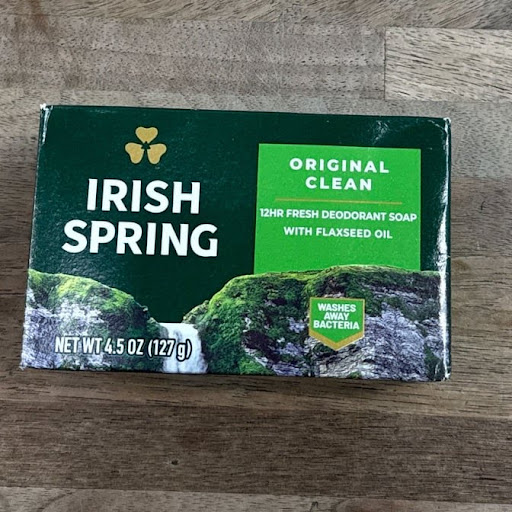 IRISH
SPRING
ORIGINAL
CLEAN
12HR FRESH DEODORANT SOAP
WITH FLAXSEED OIL
WASHES
AWAY
BACTERIA
NET WT 4.5 OZ (127 g)